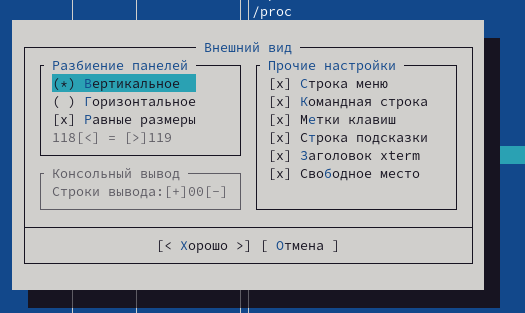 /proc
Внешний вид
Разбиение панелей
(*) Вертикальное
( ) Горизонтальное
[x] Равные размеры
118[<] = [>]119
Консольный вывод
Строки вывода:[+]00[-]
Прочие настройки
[x] Строка меню
[x] Командная строка
[x] Метки клавиш
[x] Строка подсказки
[x] Заголовок xterm
[x] Свободное место
[< Хорошо >] [ Отмена ]